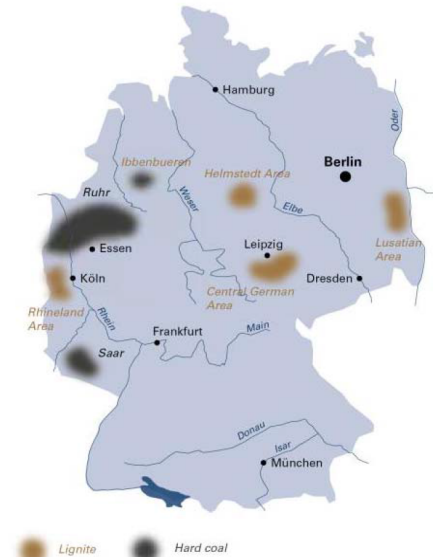 Hamburg
Oder
Ibbenbueren
Helmstedt Area
Berlin
Ruhr
Weser
Elbe
Essen
Leipzig
Lusatian
Area
Köln
Dresden
Central German
Area
Rhineland
Area
Rhein
Frankfurt
Main
Saar
Donau
Isar
München
Lignite
Hard coal